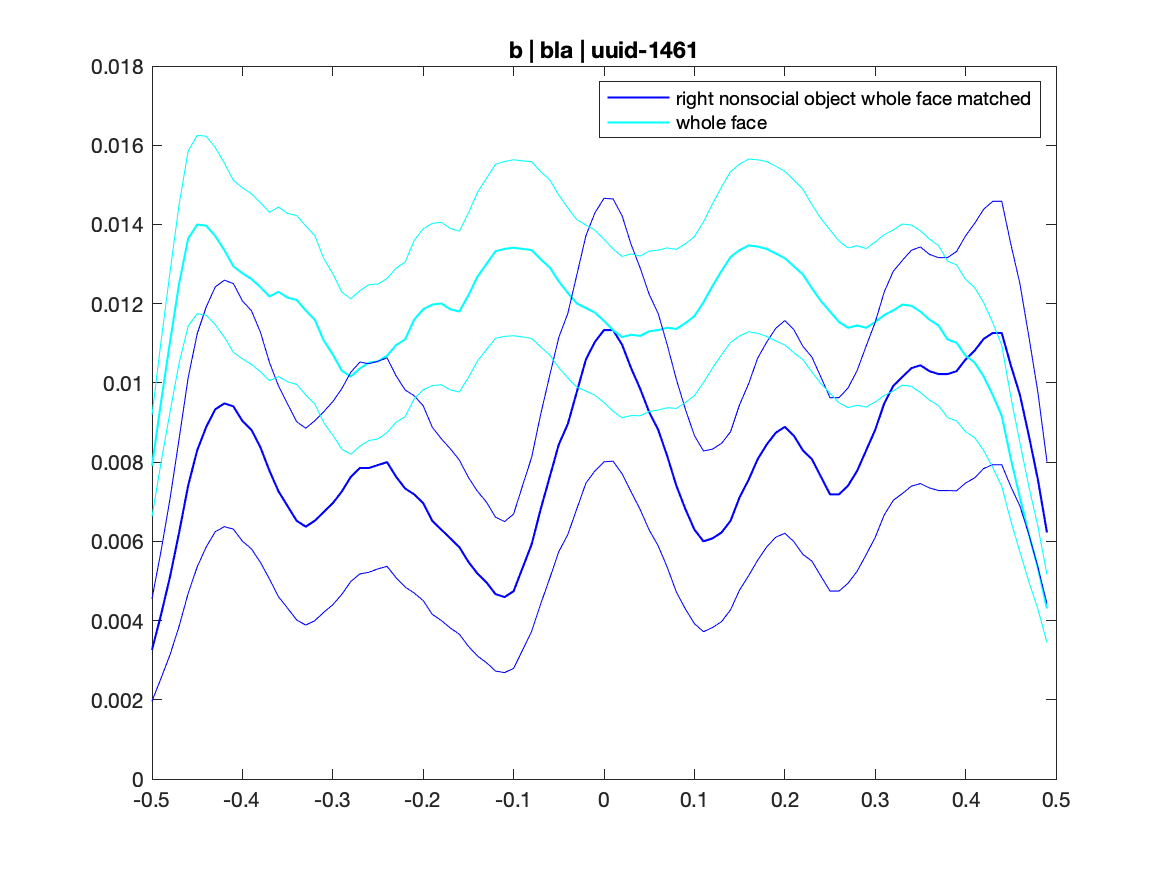 b | bla | uuid-1461
right nonsocial object whole face matched
whole face
0.018
0.016
0.014
0.012
0.01
0.008
0.006
0.004
0.002
0
-0.5 -0.4 -0.3 -0.2 -0.1 0 0.1 0.2 0.3 0.4 0.5